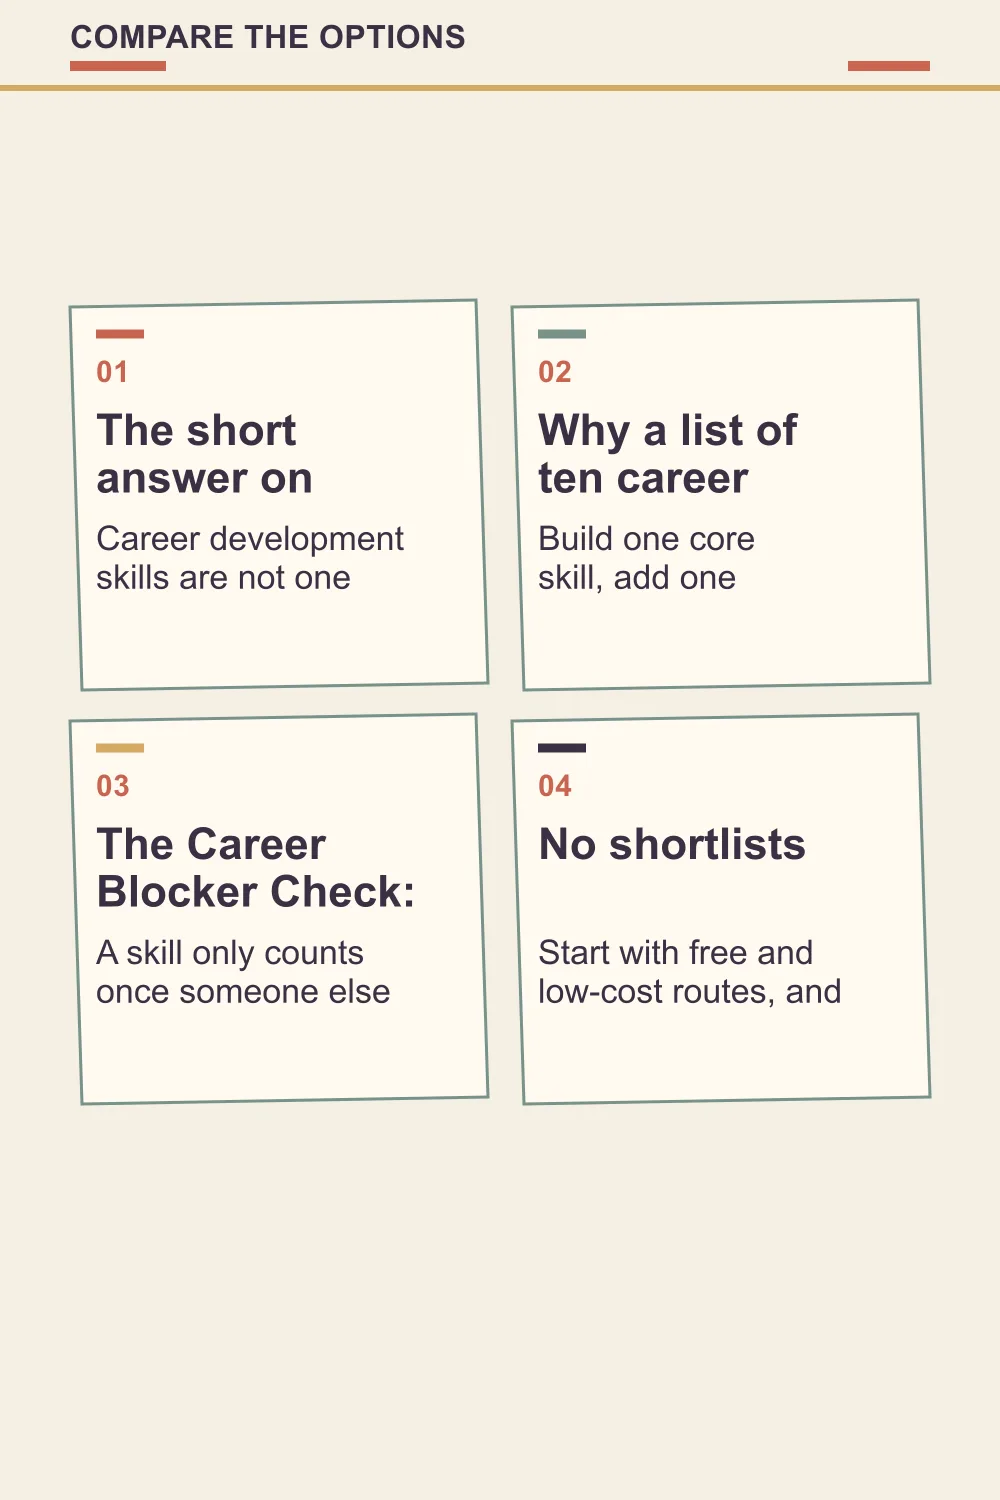 COMPARE THE OPTIONS
01
The short
answer on
Career development
skills are not one
02
Why a list of
ten career
Build one core
skill, add one
03
The Career
Blocker Check:
A skill only counts
once someone else
04
No shortlists
Start with free and
low-cost routes, and